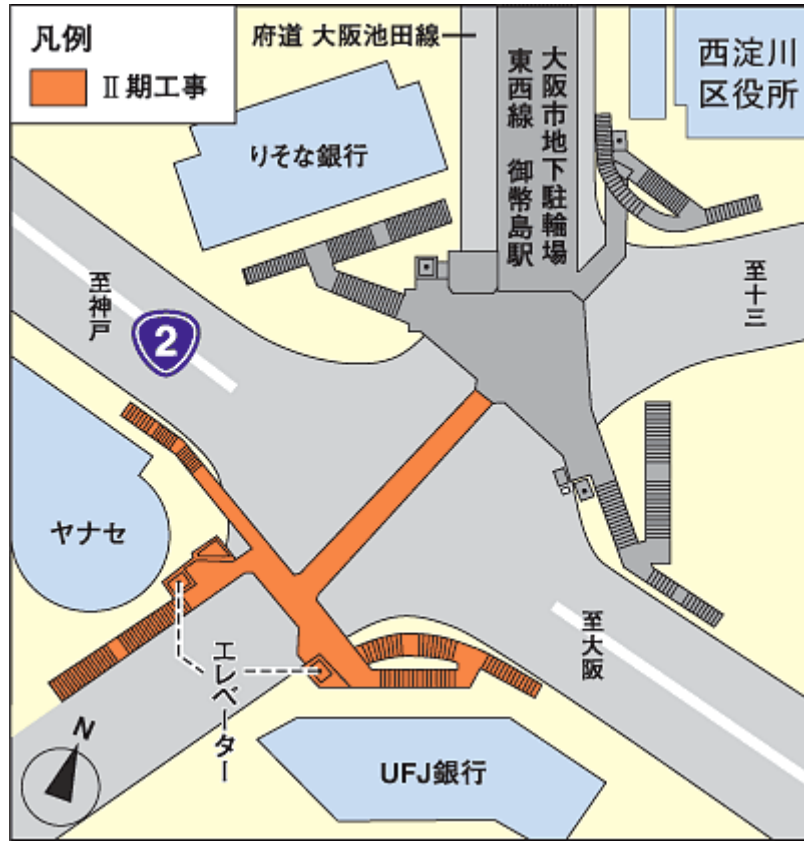 凡例
Ⅱ期工事
府道 大阪池田線
西淀川
区役所
りそな銀行
大阪市地下駐輪場
東西線 御幣島駅
至神戸
2
至十三
ヤナセ
エレベーター
至大阪
N
UFJ銀行